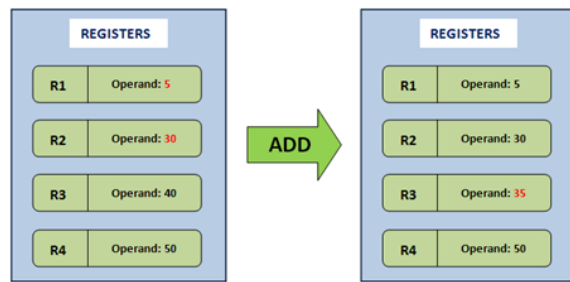 REGISTERS
R1 Operand: 5
R2 Operand: 30
R3 Operand: 40
R4 Operand: 50
ADD
REGISTERS
R1 Operand: 5
R2 Operand: 30
R3 Operand: 35
R4 Operand: 50